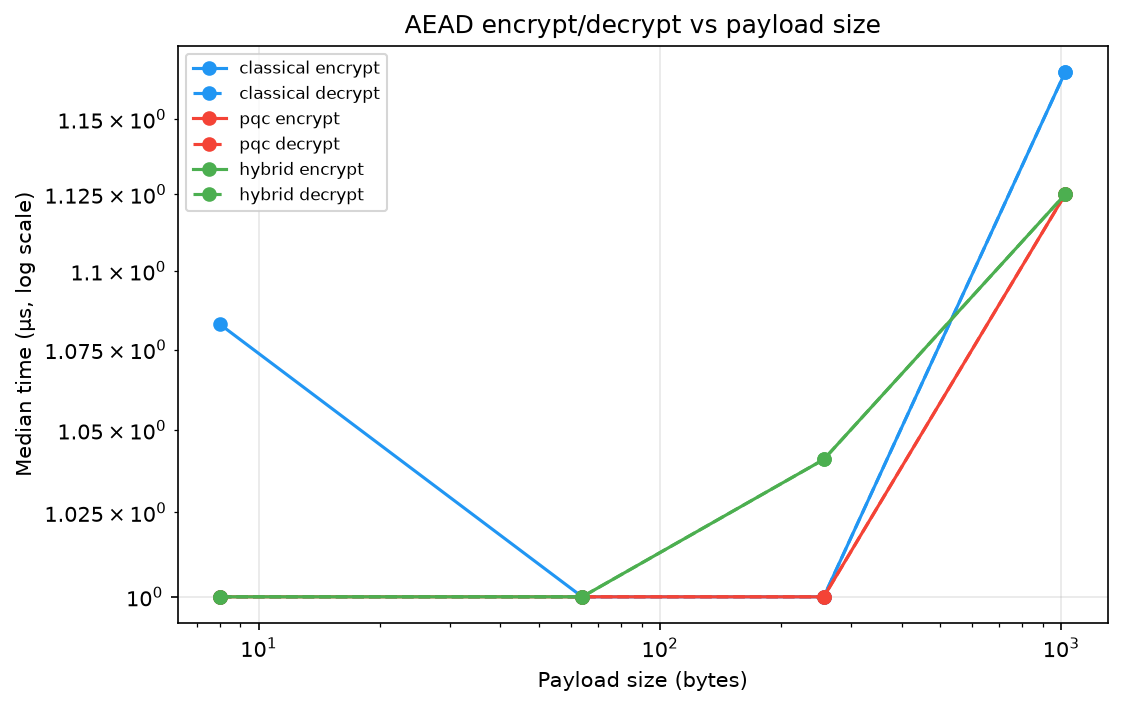 AEAD encrypt/decrypt vs payload size
classical encrypt
classical decrypt
pqc encrypt
pqc decrypt
hybrid encrypt
hybrid decrypt
Median time (µs, log scale)
1.15 × 10⁰
1.125 × 10⁰
1.1 × 10⁰
1.075 × 10⁰
1.05 × 10⁰
1.025 × 10⁰
10⁰
10¹
10²
10³
Payload size (bytes)